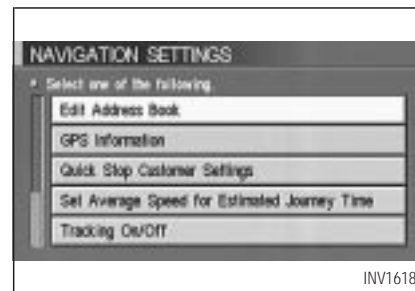 NAVIGATION SETTINGS
Select one of the following.
Edit Address Book
GPS Information
Quick Stop Customer Settings
Set Average Speed for Estimated Journey Time
Tracking On/Off
INV1618